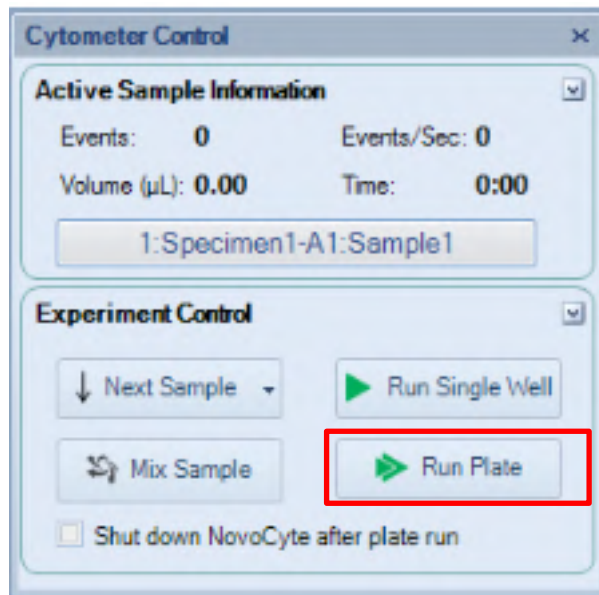 Cytometer Control
Active Sample Information
Events: 0 Events/Sec: 0
Volume (µL): 0.00 Time: 0:00
1:Specimen1-A1:Sample1
Experiment Control
Next Sample Run Single Well
Mix Sample Run Plate
Shut down NovoCyte after plate run